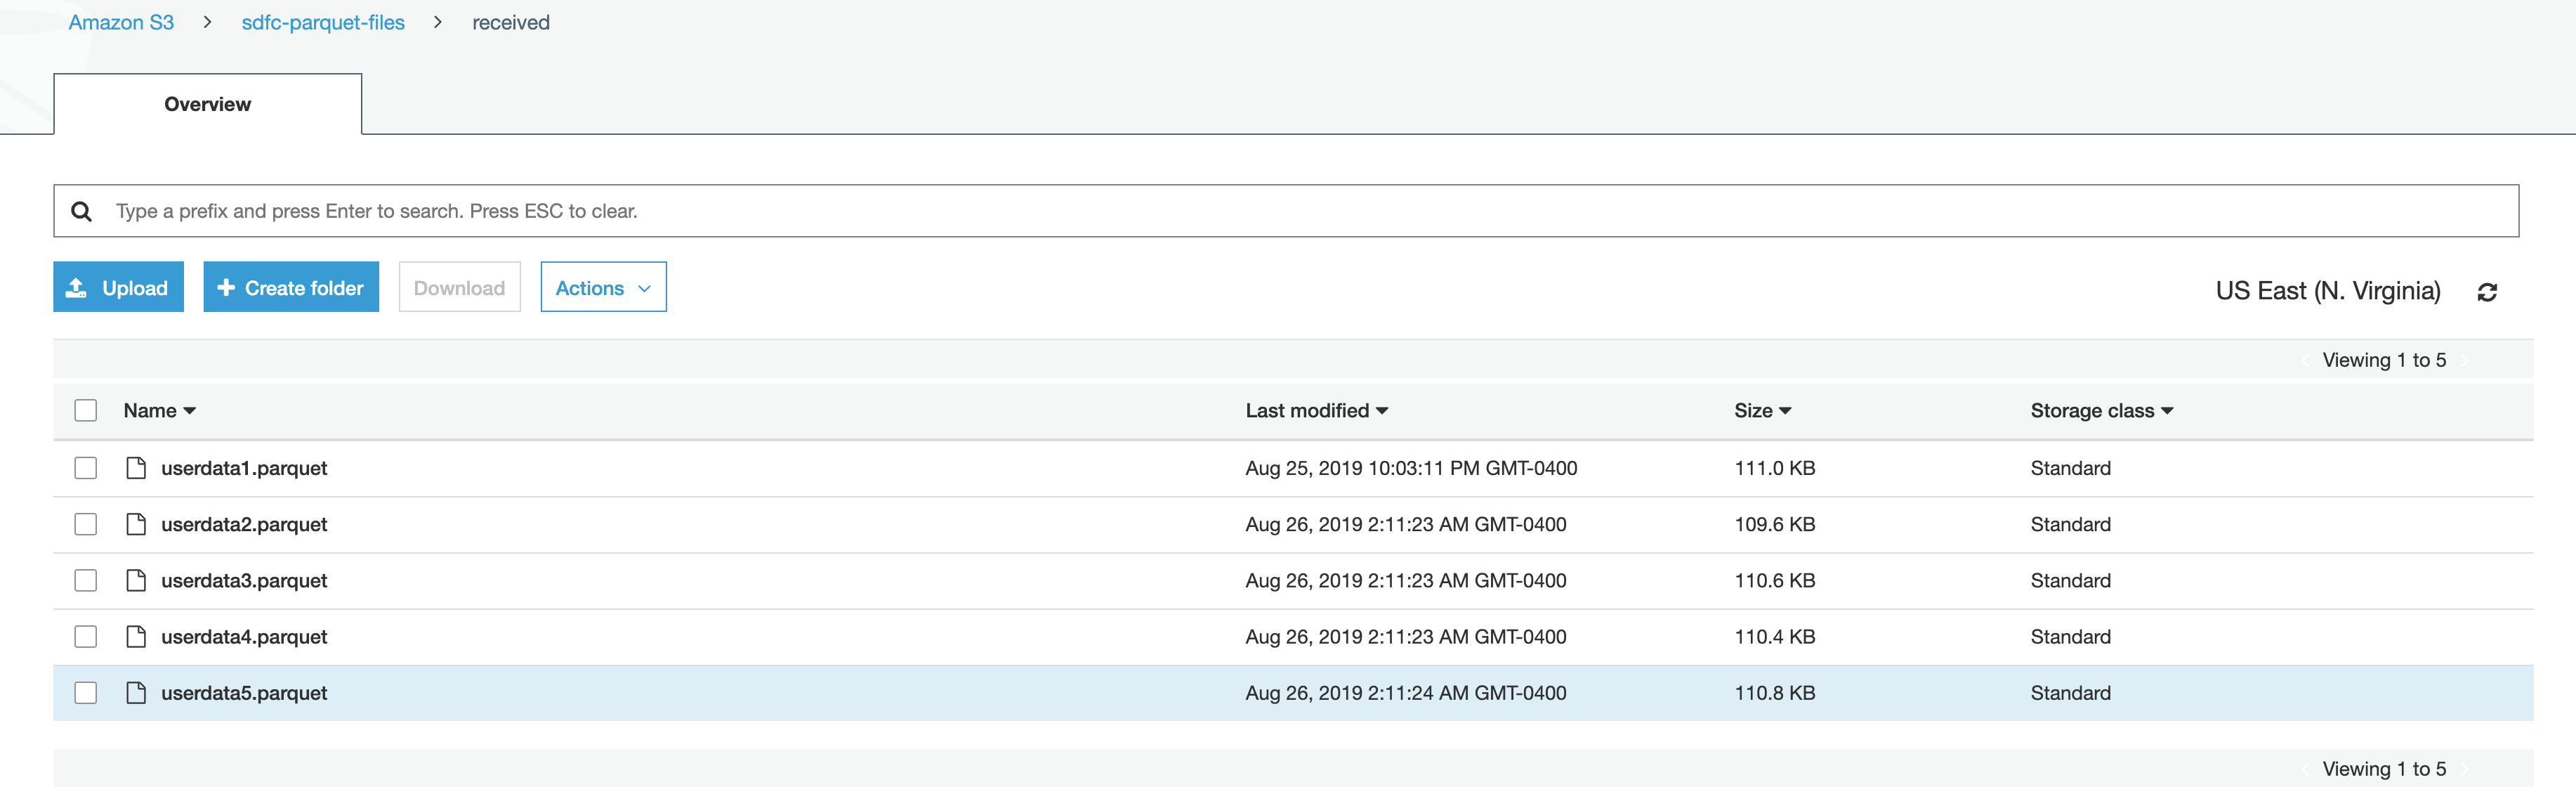 Amazon S3 > sdfc-parquet-files > received
Overview
Type a prefix and press Enter to search. Press ESC to clear.
Upload + Create folder Download Actions
US East (N. Virginia)
Viewing 1 to 5
Name Last modified Size Storage class
userdata1.parquet Aug 25, 2019 10:03:11 PM GMT-0400 111.0 KB Standard
userdata2.parquet Aug 26, 2019 2:11:23 AM GMT-0400 109.6 KB Standard
userdata3.parquet Aug 26, 2019 2:11:23 AM GMT-0400 110.6 KB Standard
userdata4.parquet Aug 26, 2019 2:11:23 AM GMT-0400 110.4 KB Standard
userdata5.parquet Aug 26, 2019 2:11:24 AM GMT-0400 110.8 KB Standard
Viewing 1 to 5